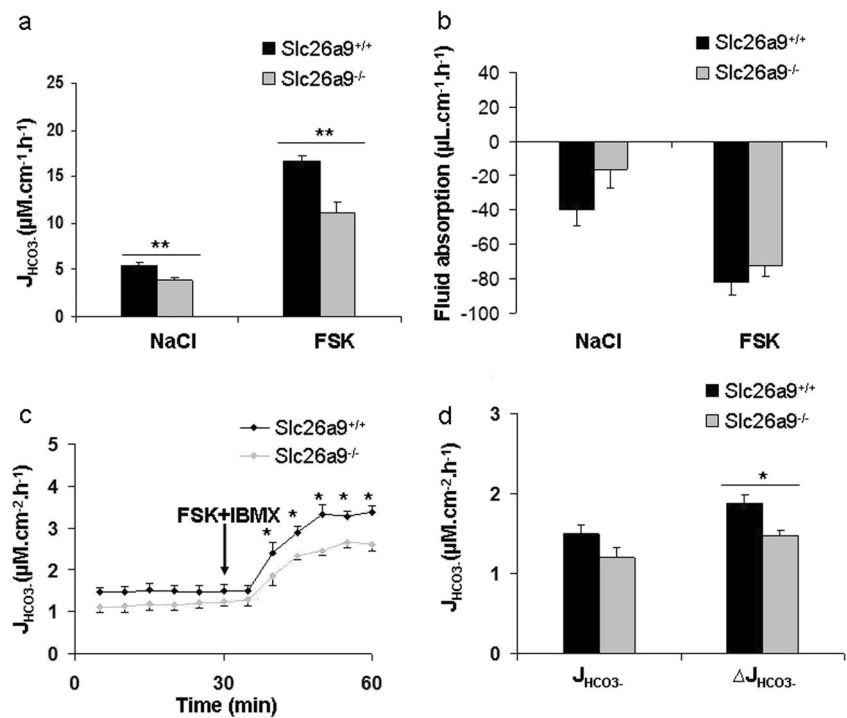 a
Slc26a9+/+
Slc26a9-/-
JHCO3-(µM.cm-1.h-1)
25
20
15
10
5
0
**
**
NaCl
FSK
b
Slc26a9+/+
Slc26a9-/-
Fluid absorption (µL.cm-1.h-1)
40
20
0
-20
-40
-60
-80
-100
NaCl
FSK
c
Slc26a9+/+
Slc26a9-/-
JHCO3-(µM.cm-2.h-1)
5
4
3
2
1
0
FSK+IBMX
* * * * *
0
30
60
Time (min)
d
Slc26a9+/+
Slc26a9-/-
JHCO3-(µM.cm-2.h-1)
3
2
1
0
*
JHCO3-
△JHCO3-